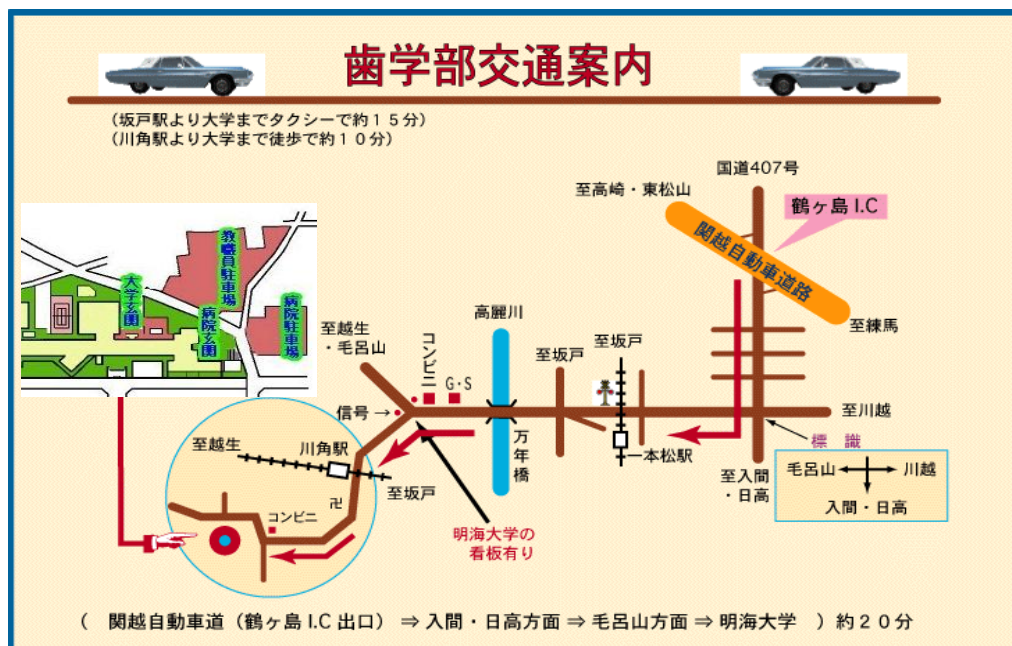 歯学部交通案内
(坂戸駅より大学までタクシーで約15分)
(川角駅より大学まで徒歩で約10分)
国道407号
至高崎・東松山
鶴ヶ島 I.C
関越自動車道路
至練馬
教職員駐車場
大学玄関
病院玄関
病院駐車場
至越生
・毛呂山
コンビニ
G・S
高麗川
至坂戸
至坂戸
信号→
至川越
万年橋
一本松駅
標 識
至入間
・日高
毛呂山
川越
入間・日高
至越生
川角駅
至坂戸
卍
コンビニ
明海大学の
看板有り
( 関越自動車道(鶴ヶ島 I.C 出口) ⇒ 入間・日高方面 ⇒ 毛呂山方面 ⇒ 明海大学 )約20分